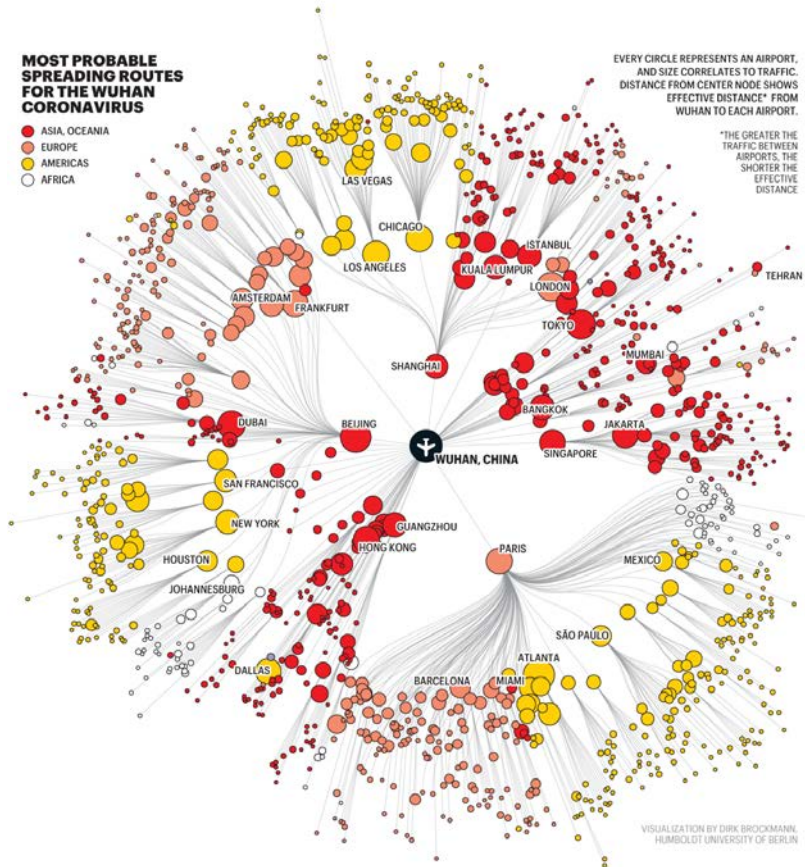 MOST PROBABLE
SPREADING ROUTES
FOR THE WUHAN
CORONAVIRUS
ASIA, OCEANIA
EUROPE
AMERICAS
AFRICA
EVERY CIRCLE REPRESENTS AN AIRPORT,
AND SIZE CORRELATES TO TRAFFIC.
DISTANCE FROM CENTER NODE SHOWS
EFFECTIVE DISTANCE* FROM
WUHAN TO EACH AIRPORT.
*THE GREATER THE
TRAFFIC BETWEEN
AIRPORTS, THE
SHORTER THE
EFFECTIVE
DISTANCE
LAS VEGAS
CHICAGO
LOS ANGELES
ISTANBUL
KUALA LUMPUR
TEHRAN
LONDON
AMSTERDAM
FRANKFURT
TOKYO
MUMBAI
SHANGHAI
BANGKOK
DUBAI
BEIJING
JAKARTA
SINGAPORE
WUHAN, CHINA
SAN FRANCISCO
NEW YORK
GUANGZHOU
HONG KONG
PARIS
HOUSTON
MEXICO
JOHANNESBURG
SÃO PAULO
ATLANTA
DALLAS
BARCELONA
MIAMI
VISUALIZATION BY DIRK BROCKMANN,
HUMBOLDT UNIVERSITY OF BERLIN